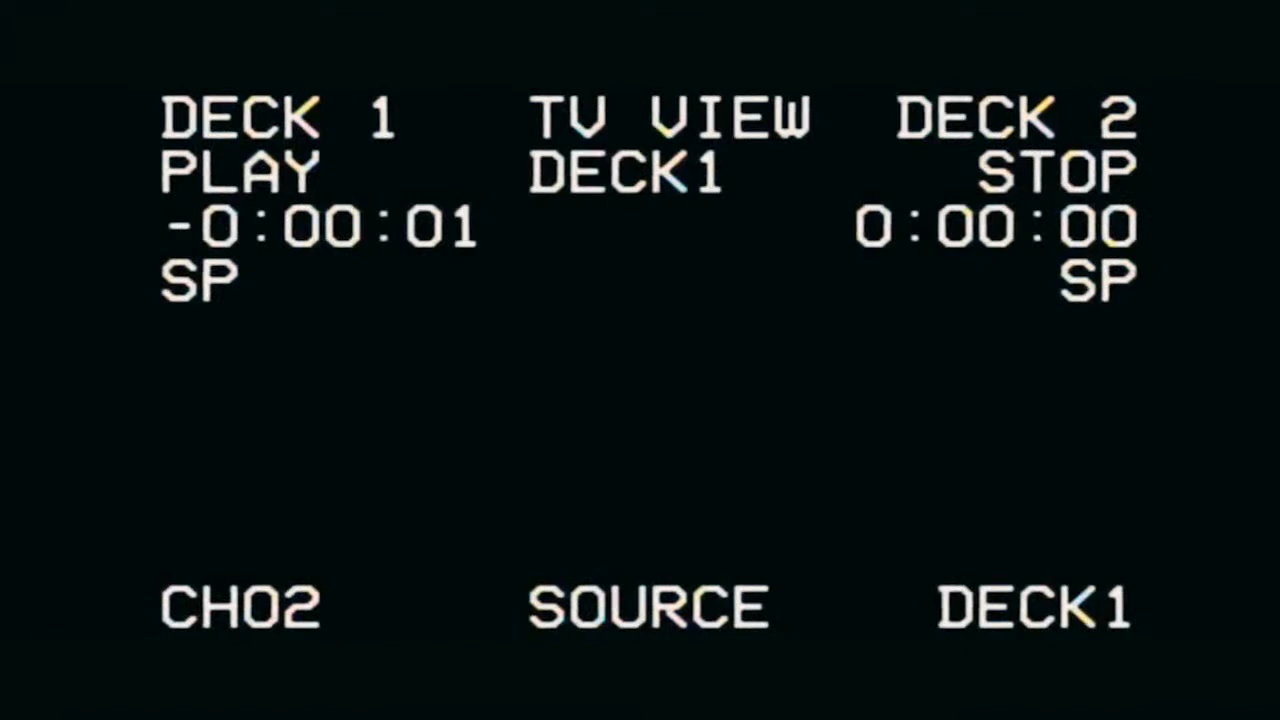 DECK 1 TV VIEW DECK 2
PLAY DECK1 STOP
-0:00:01 0:00:00
SP SP
CH02 SOURCE DECK1